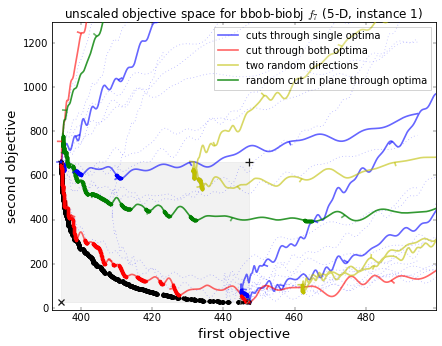 unscaled objective space for bbob-biobj f₇ (5-D, instance 1)
cuts through single optima
cut through both optima
two random directions
random cut in plane through optima
1200
1000
800
600
400
200
0
second objective
400
420
440
460
480
first objective